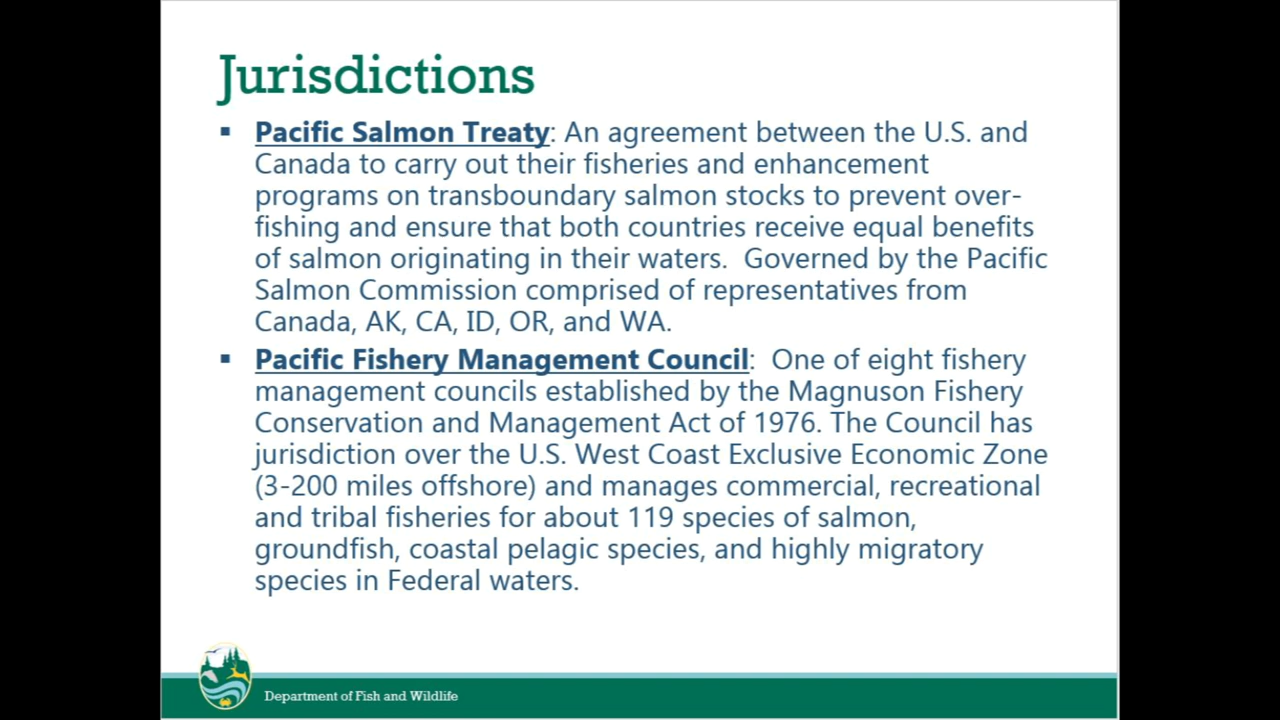 Jurisdictions
▪ Pacific Salmon Treaty: An agreement between the U.S. and
Canada to carry out their fisheries and enhancement
programs on transboundary salmon stocks to prevent over-
fishing and ensure that both countries receive equal benefits
of salmon originating in their waters.  Governed by the Pacific
Salmon Commission comprised of representatives from
Canada, AK, CA, ID, OR, and WA.
▪ Pacific Fishery Management Council:  One of eight fishery
management councils established by the Magnuson Fishery
Conservation and Management Act of 1976. The Council has
jurisdiction over the U.S. West Coast Exclusive Economic Zone
(3-200 miles offshore) and manages commercial, recreational
and tribal fisheries for about 119 species of salmon,
groundfish, coastal pelagic species, and highly migratory
species in Federal waters.
Department of Fish and Wildlife